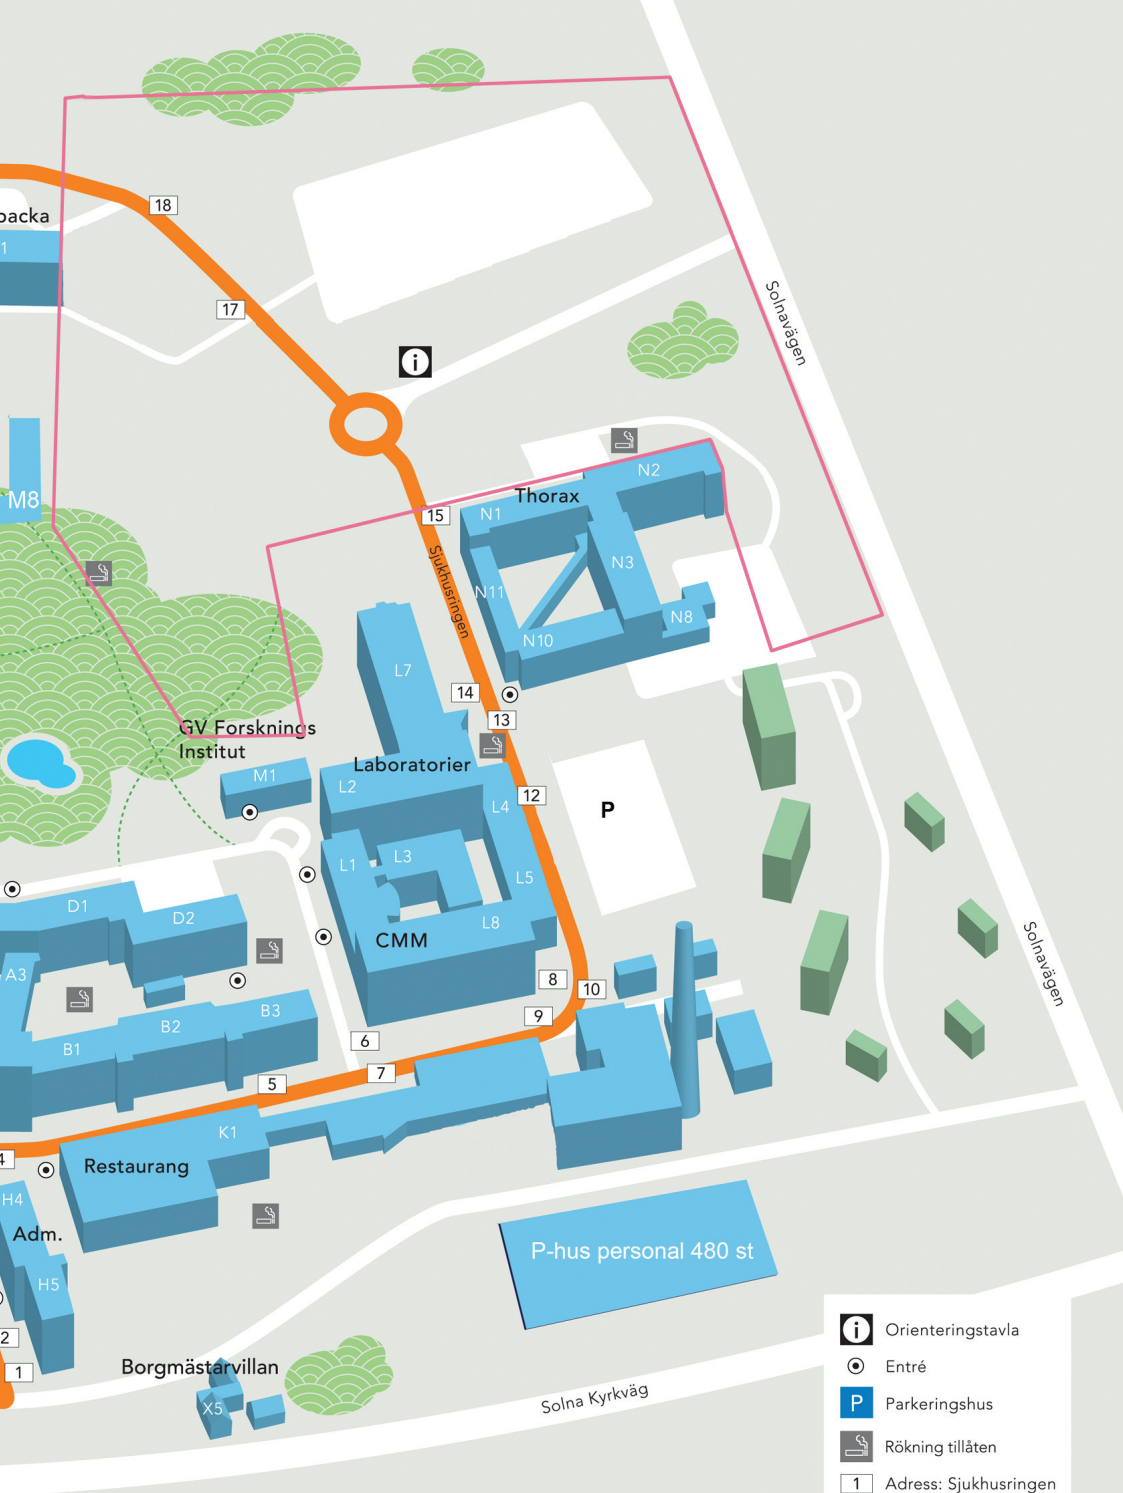 18
backa
1
17
Solnavägen
i
N2
M8
Thorax
15
N1
Sjukhusringen
N3
N11
N8
N10
L7
14
13
GV Forsknings
Institut
Laboratorier
M1
L2
12
L4
P
L1
L3
L5
D1
D2
L8
CMM
Solnavägen
A3
8
10
B3
9
B2
6
B1
7
5
K1
4
Restaurang
H4
Adm.
P-hus personal 480 st
H5
2
1
Borgmästarvillan
X5
Solna Kyrkväg
i Orienteringstavla
Entré
P Parkeringshus
Rökning tillåten
1 Adress: Sjukhusringen